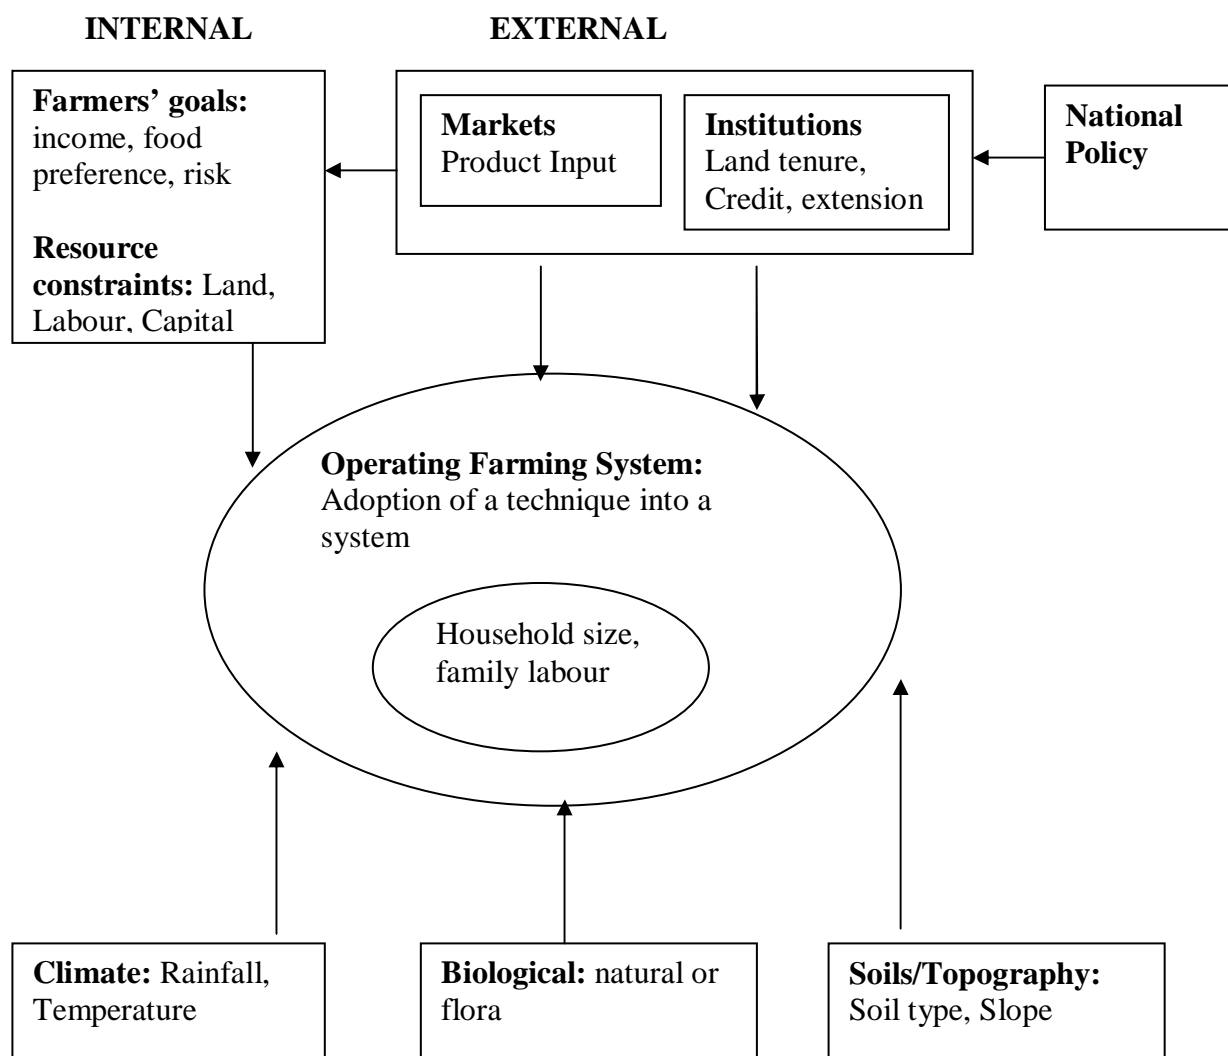 INTERNAL
EXTERNAL
Farmers’ goals:
income, food
preference, risk
Resource
constraints: Land,
Labour, Capital
Markets
Product Input
Institutions
Land tenure,
Credit, extension
National
Policy
Operating Farming System:
Adoption of a technique into a
system
Household size,
family labour
Climate: Rainfall,
Temperature
Biological: natural or
flora
Soils/Topography:
Soil type, Slope